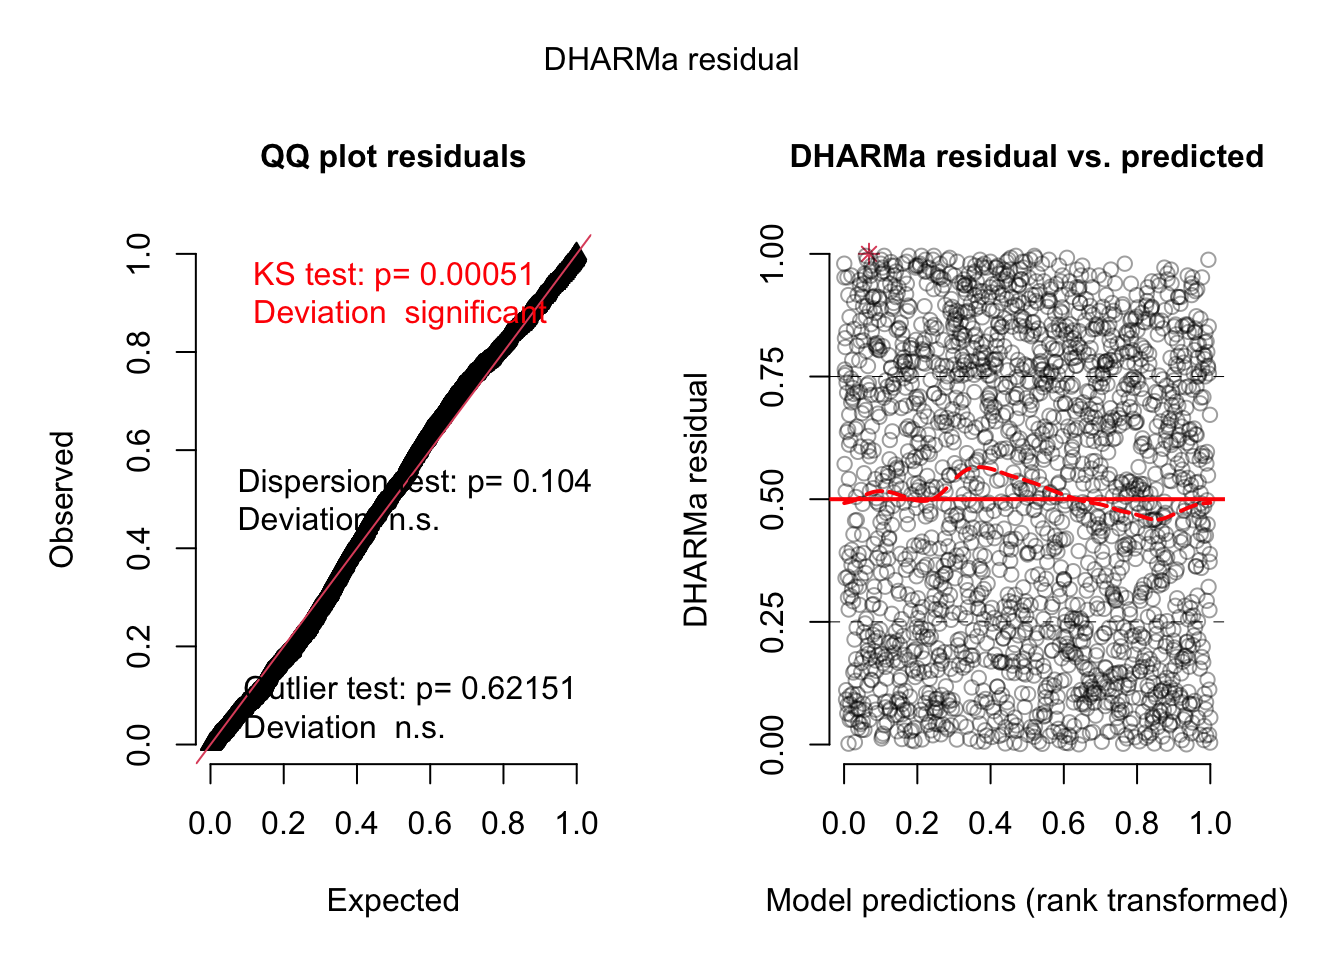 DHARMa residual
QQ plot residuals
KS test: p= 0.00051
Deviation  significant
Dispersion test: p= 0.104
Deviation  n.s.
Outlier test: p= 0.62151
Deviation  n.s.
Observed
0.0 0.2 0.4 0.6 0.8 1.0
0.0 0.2 0.4 0.6 0.8 1.0
Expected
DHARMa residual vs. predicted
DHARMa residual
0.00 0.25 0.50 0.75 1.00
0.0 0.2 0.4 0.6 0.8 1.0
Model predictions (rank transformed)